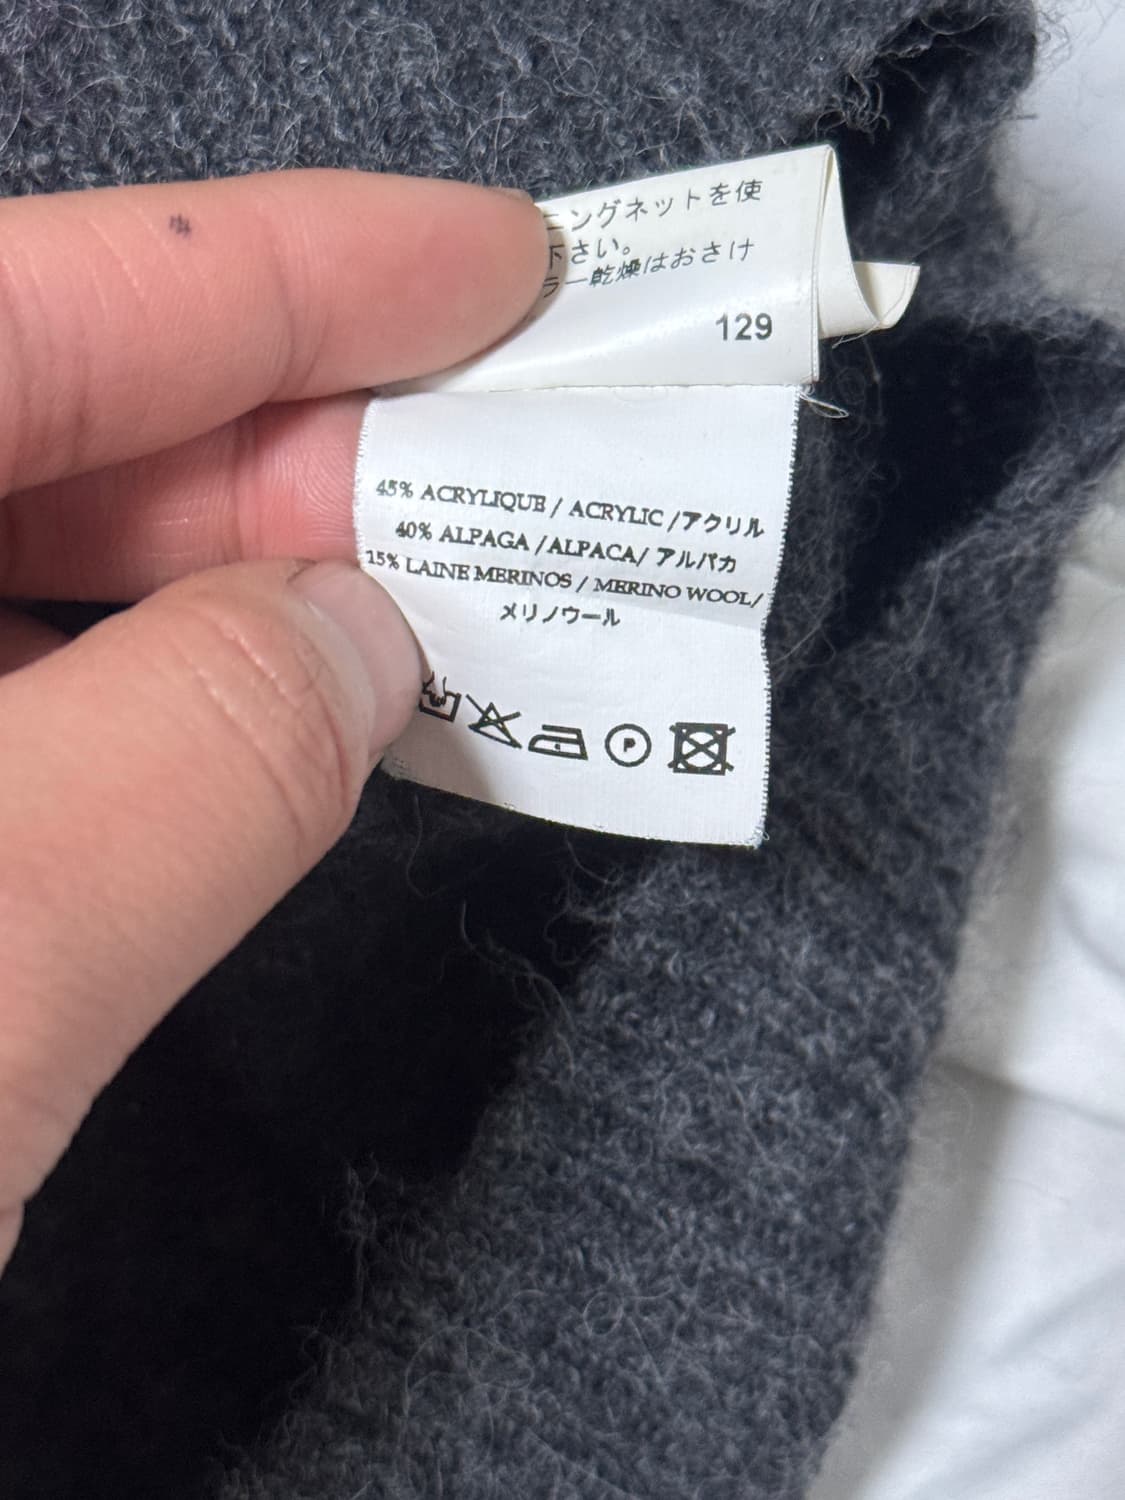 ニングネットを使
下さい。
ラー乾燥はおさけ
129
45% ACRYLIQUE / ACRYLIC /アクリル
40% ALPAGA /ALPACA/ アルパカ
15% LAINE MERINOS / MERINO WOOL/
メリノウール
P